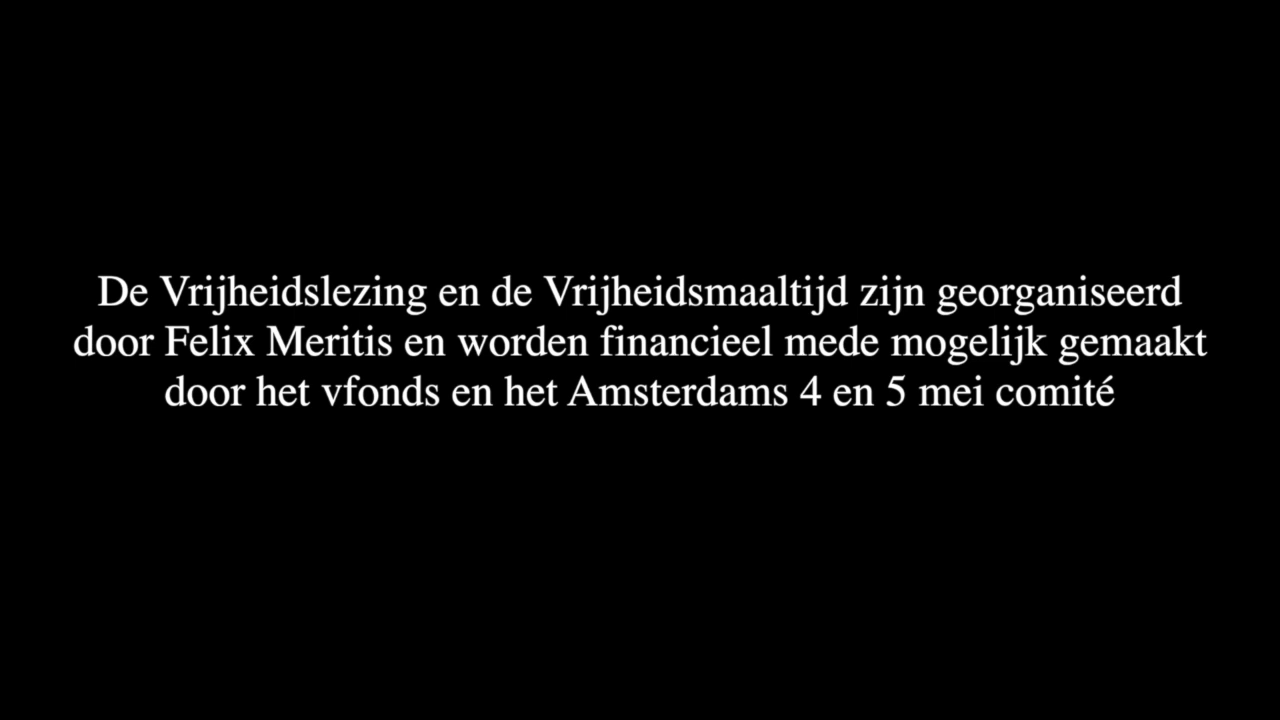 De Vrijheidslezing en de Vrijheidsmaaltijd zijn georganiseerd
door Felix Meritis en worden financieel mede mogelijk gemaakt
door het vfonds en het Amsterdams 4 en 5 mei comité